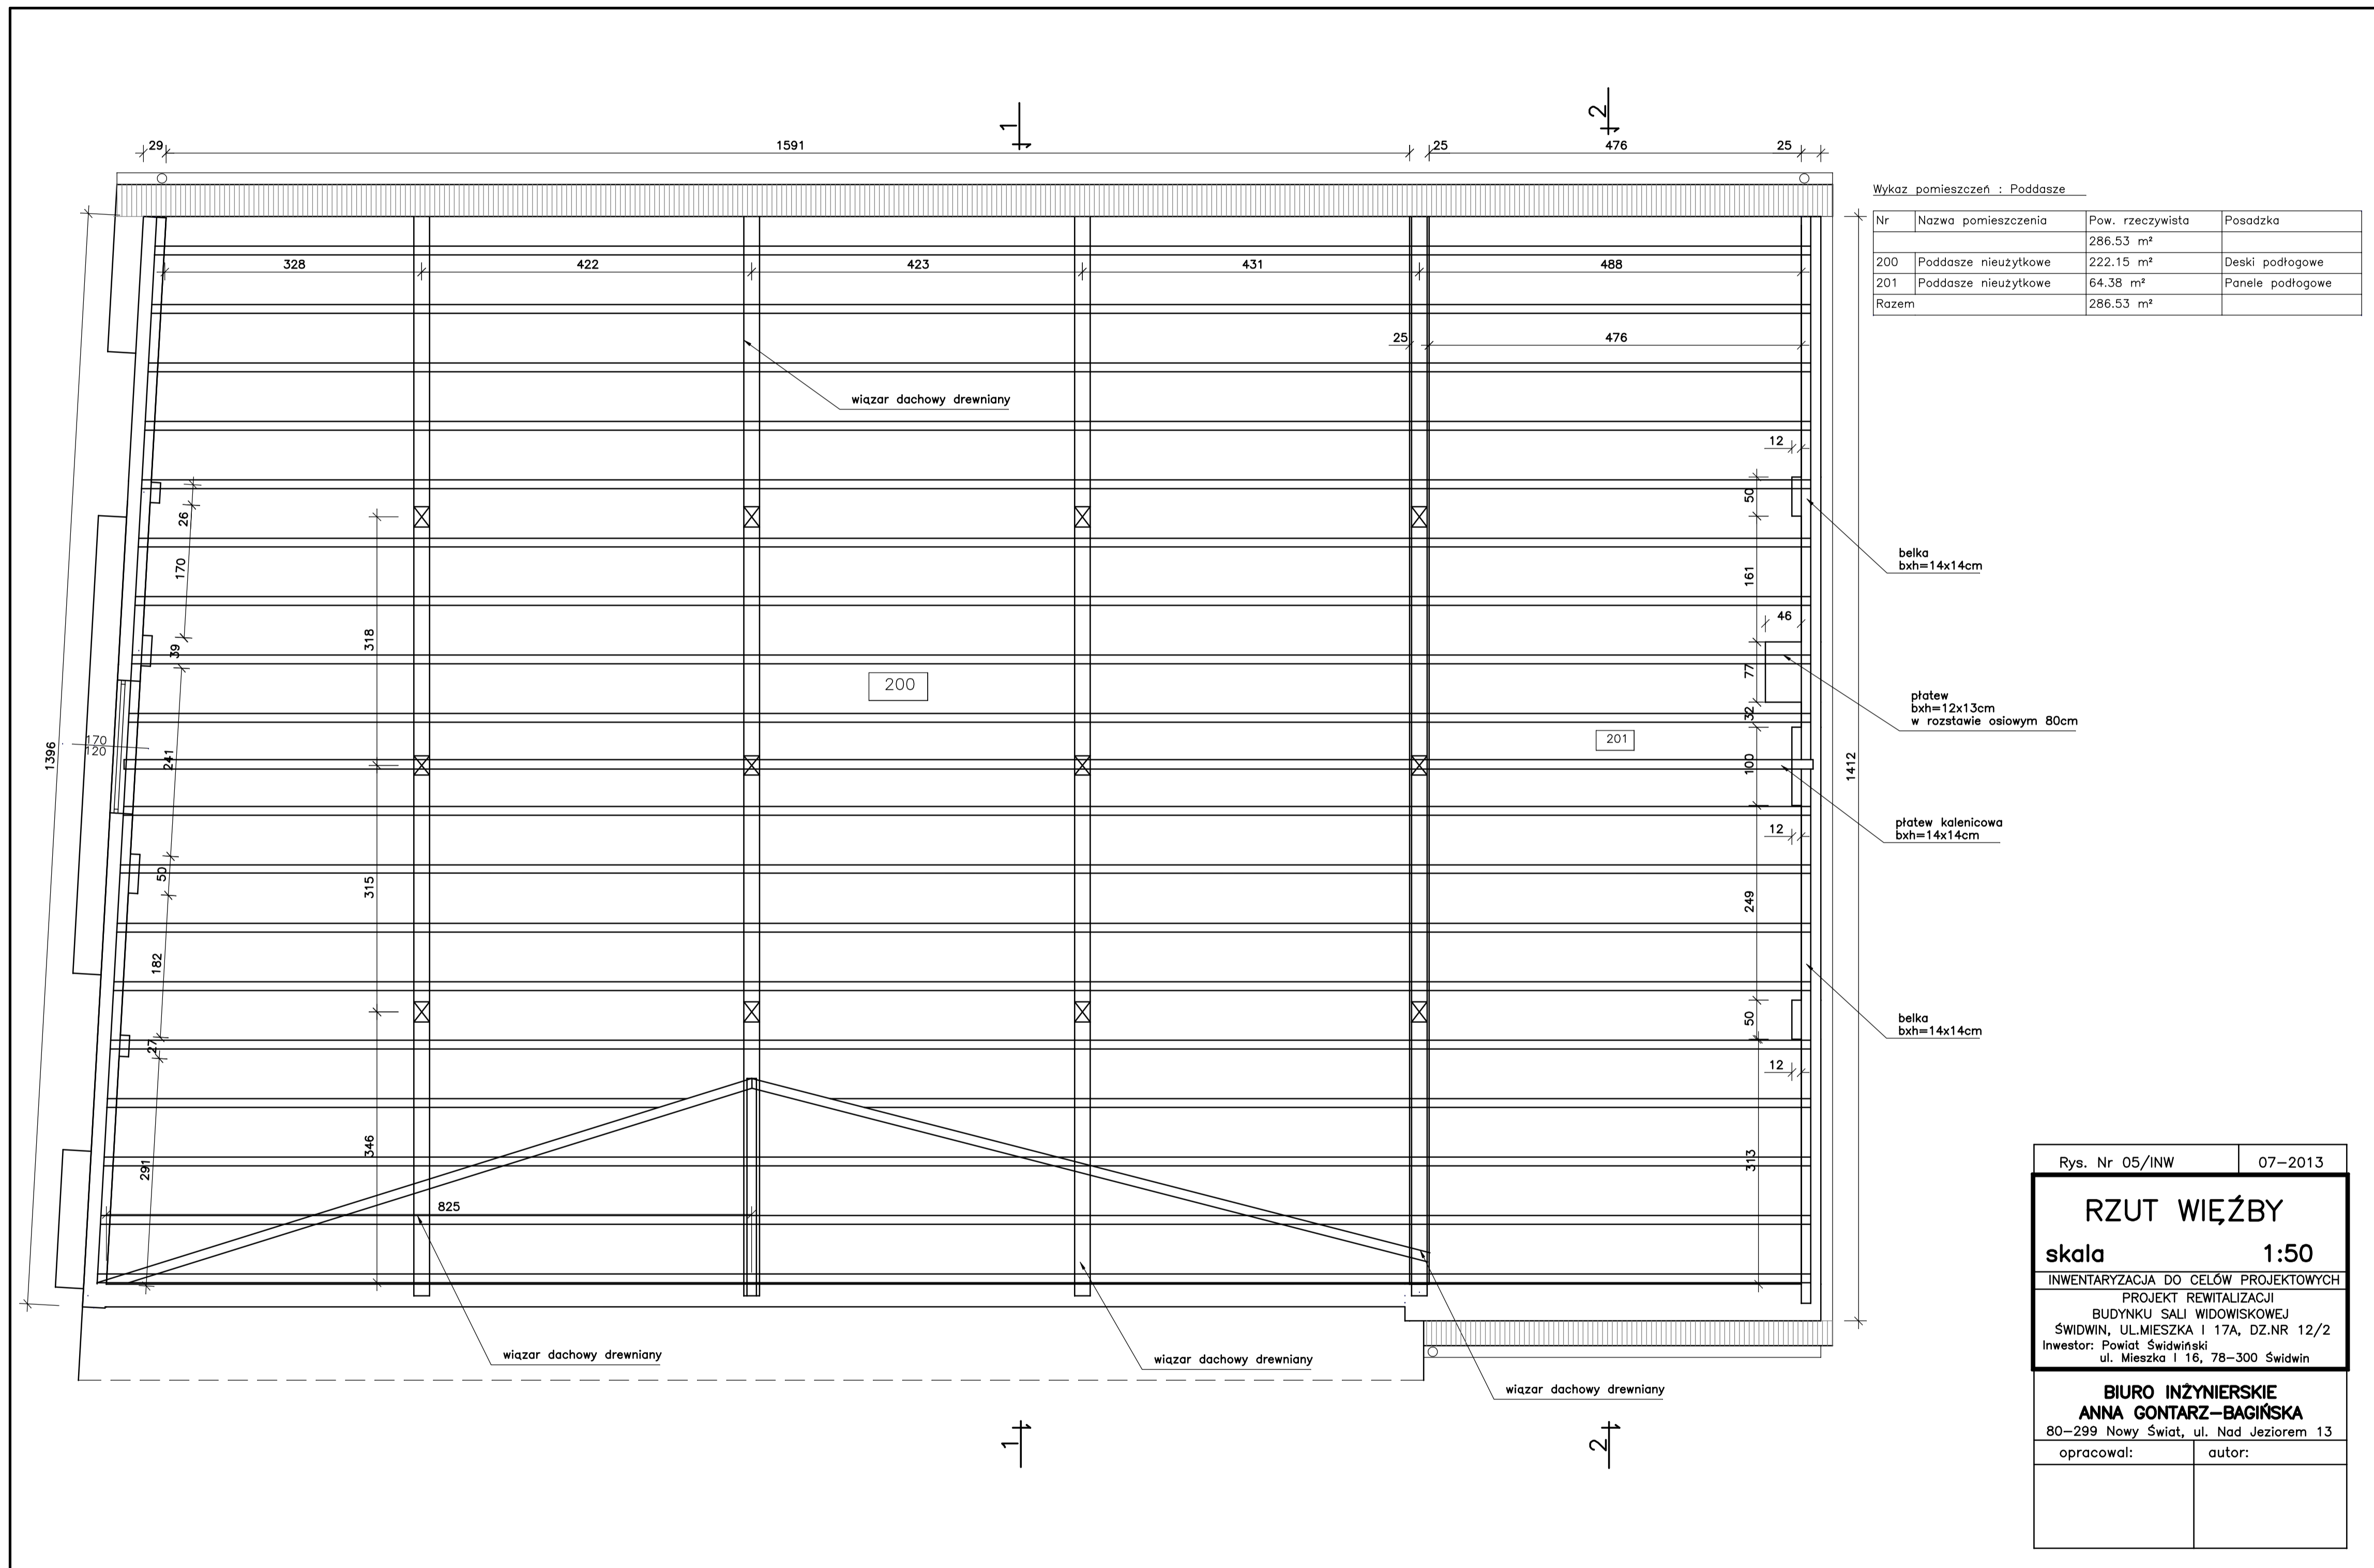 1
2
29
1591
25
476
25
Wykaz pomieszczeń : Poddasze
Nr Nazwa pomieszczenia Pow. rzeczywista Posadzka
286.53 m²
200 Poddasze nieużytkowe 222.15 m² Deski podłogowe
201 Poddasze nieużytkowe 64.38 m² Panele podłogowe
Razem 286.53 m²
328
422
423
431
488
25
476
wiązar dachowy drewniany
12
50
26
170
161
belka
bxh=14x14cm
46
39
318
77
200
płatew
bxh=12x13cm
w rozstawie osiowym 80cm
32
201
1396
170
120
241
100
1412
płatew kalenicowa
bxh=14x14cm
12
50
315
249
182
50
belka
bxh=14x14cm
27
12
346
291
313
825
wiązar dachowy drewniany
wiązar dachowy drewniany
wiązar dachowy drewniany
1
2
Rys. Nr 05/INW 07-2013
RZUT WIĘŹBY
skala 1:50
INWENTARYZACJA DO CELÓW PROJEKTOWYCH
PROJEKT REWITALIZACJI
BUDYNKU SALI WIDOWISKOWEJ
ŚWIDWIN, UL.MIESZKA I 17A, DZ.NR 12/2
Inwestor: Powiat Świdwiński
ul. Mieszka I 16, 78-300 Świdwin
BIURO INŻYNIERSKIE
ANNA GONTARZ-BAGIŃSKA
80-299 Nowy Świat, ul. Nad Jeziorem 13
opracowal: autor: